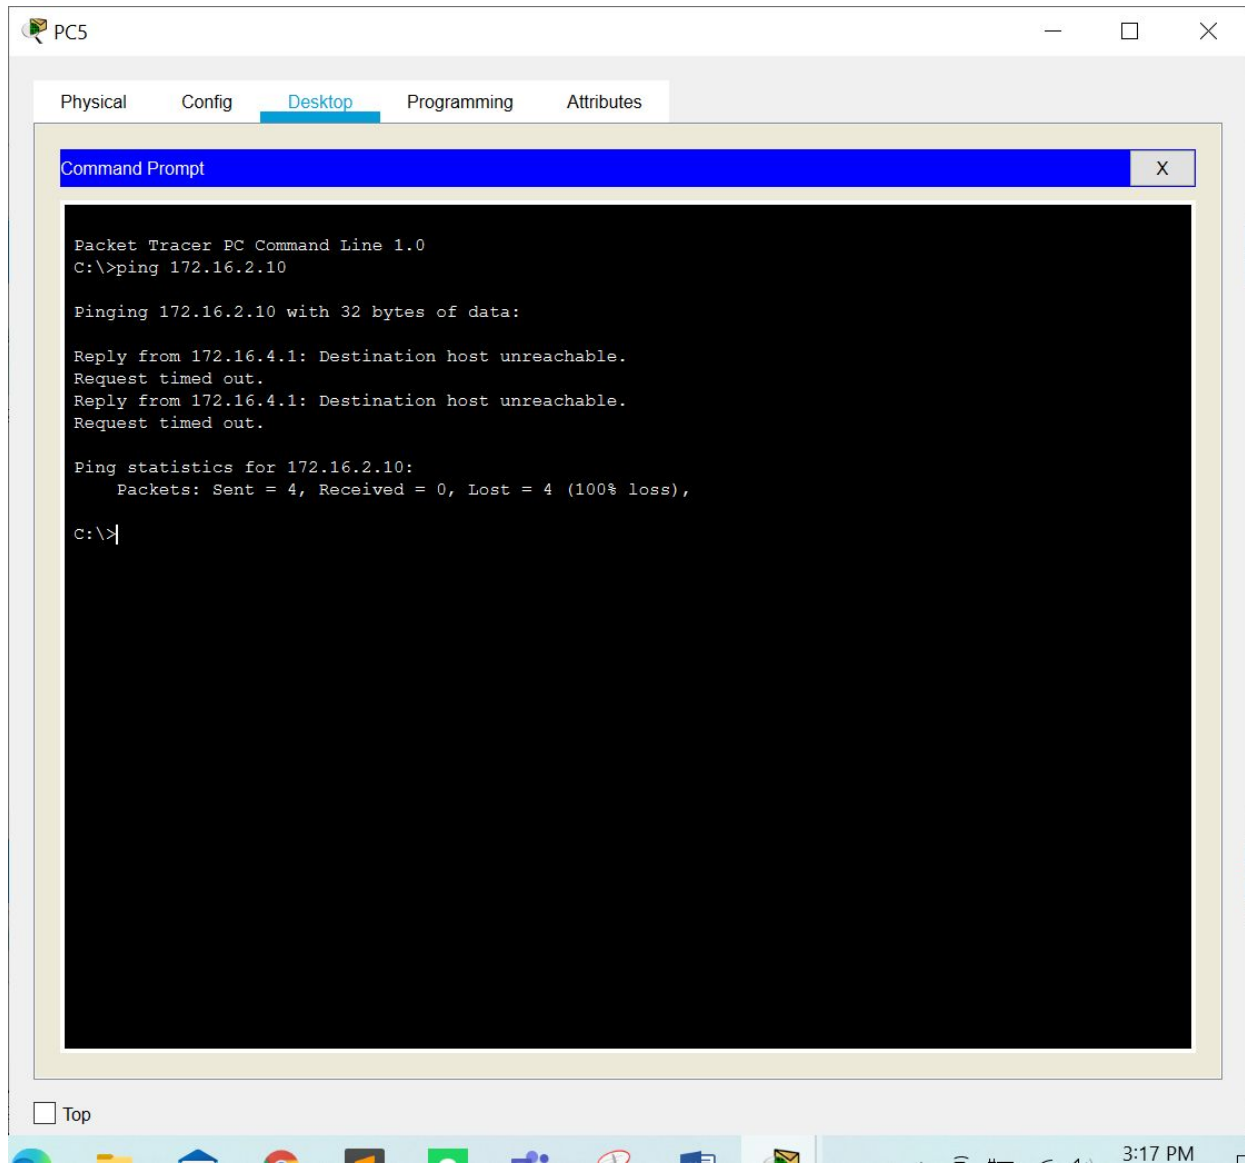 PC5
Physical Config Desktop Programming Attributes
Command Prompt X
Packet Tracer PC Command Line 1.0
C:\>ping 172.16.2.10
Pinging 172.16.2.10 with 32 bytes of data:
Reply from 172.16.4.1: Destination host unreachable.
Request timed out.
Reply from 172.16.4.1: Destination host unreachable.
Request timed out.
Ping statistics for 172.16.2.10:
Packets: Sent = 4, Received = 0, Lost = 4 (100% loss),
C:\>
Top
3:17 PM